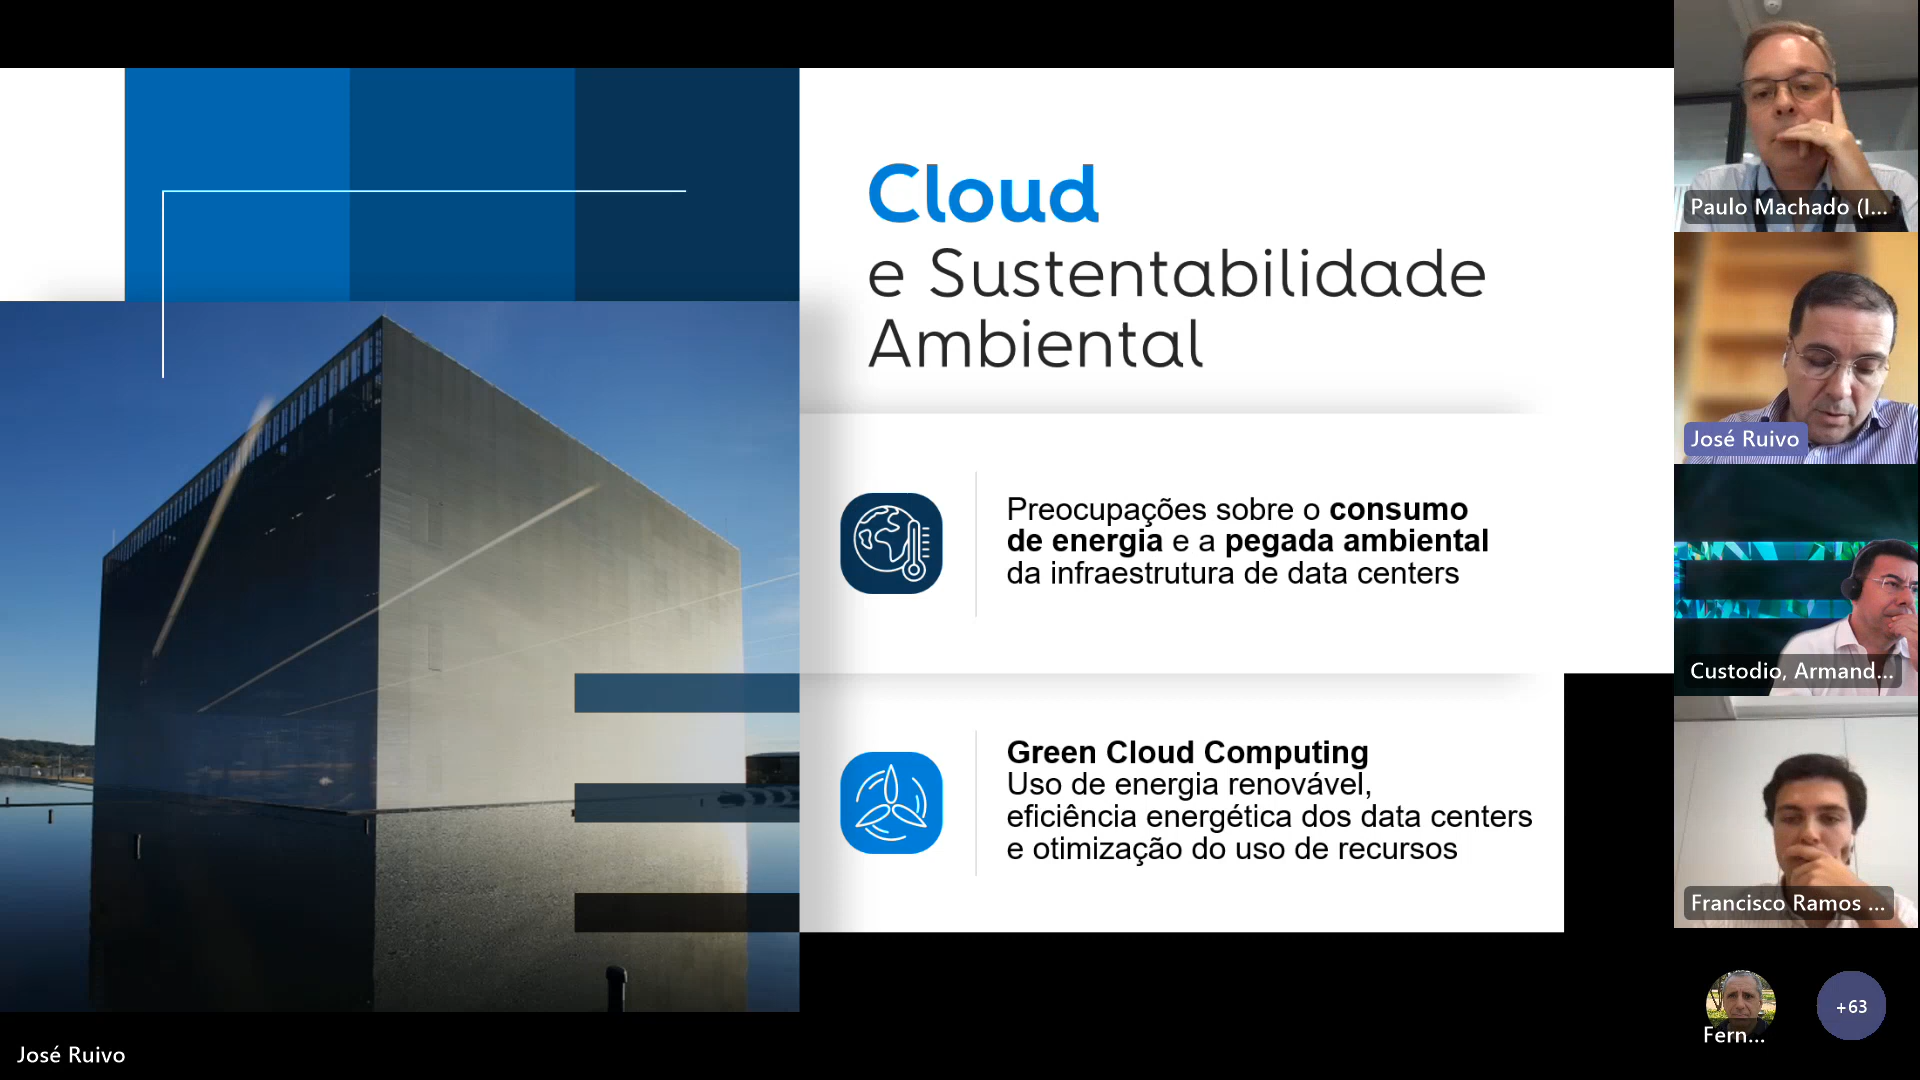 Cloud
e Sustentabilidade
Ambiental
Preocupações sobre o consumo
de energia e a pegada ambiental
da infraestrutura de data centers
Green Cloud Computing
Uso de energia renovável,
eficiência energética dos data centers
e otimização do uso de recursos
Paulo Machado (I...
José Ruivo
Custodio, Armand...
Francisco Ramos ...
Fern...
+63
José Ruivo